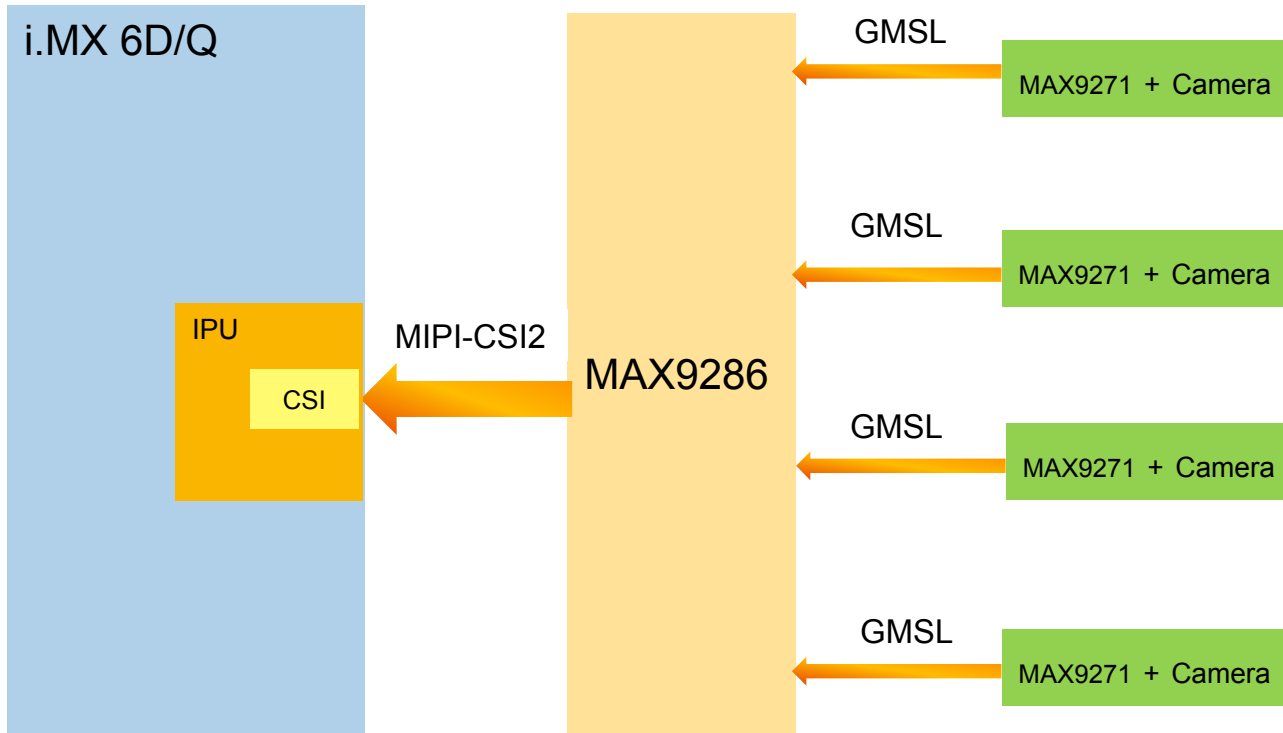 i.MX 6D/Q
IPU
CSI
MIPI-CSI2
MAX9286
GMSL
MAX9271 + Camera
GMSL
MAX9271 + Camera
GMSL
MAX9271 + Camera
GMSL
MAX9271 + Camera